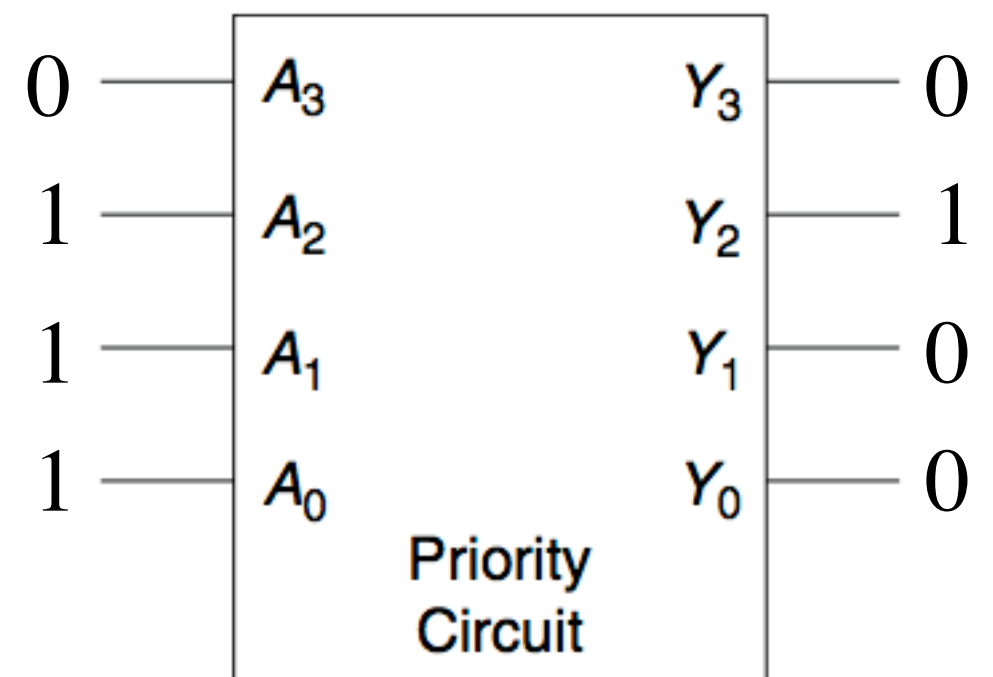 0 A₃ Y₃ 0
1 A₂ Y₂ 1
1 A₁ Y₁ 0
1 A₀ Y₀ 0
Priority
Circuit